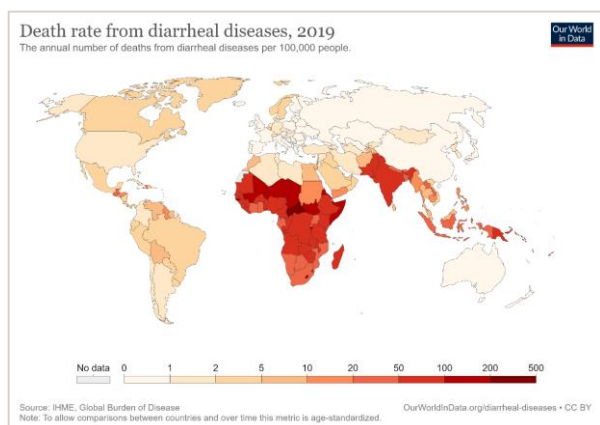 Death rate from diarrheal diseases, 2019
The annual number of deaths from diarrheal diseases per 100,000 people.
Our World
in Data
No data 0 1 2 5 10 20 50 100 200 500
Source: IHME, Global Burden of Disease
OurWorldInData.org/diarrheal-diseases • CC BY
Note: To allow comparisons between countries and over time this metric is age-standardized.